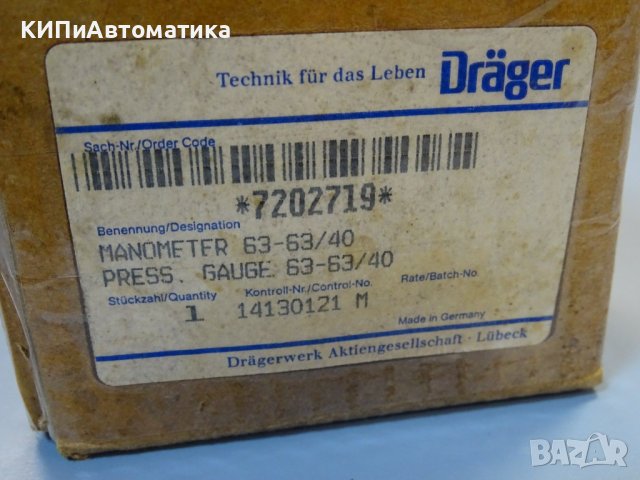 КИПиАвтоматика
Technik für das Leben Dräger
Sach-Nr./Order Code
*7202719*
Benennung/Designation
MANOMETER 63-63/40
PRESS. GAUGE 63-63/40
Stückzahl/Quantity Kontroll-Nr./Control-No. Rate/Batch-No.
1 14130121 M
Made in Germany
Drägerwerk Aktiengesellschaft · Lübeck
BAZAR